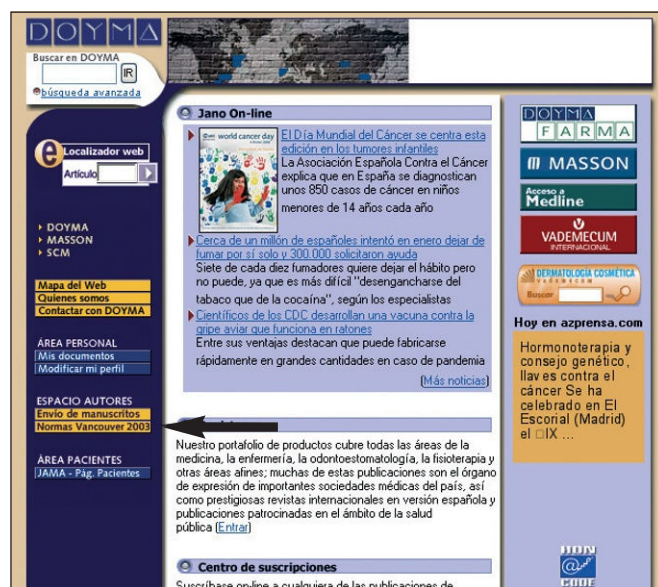 DOYMA
Buscar en DOYMA
IR
búsqueda avanzada
e Localizador web
Artículo
DOYMA
MASSON
SCM
Mapa del Web
Quienes somos
Contactar con DOYMA
ÁREA PERSONAL
Mis documentos
Modificar mi perfil
ESPACIO AUTORES
Envío de manuscritos
Normas Vancouver 2003
ÁREA PACIENTES
JAMA - Pág. Pacientes
Jano On-line
world cancer day
El Día Mundial del Cáncer se centra esta
edición en los tumores infantiles
La Asociación Española Contra el Cáncer
explica que en España se diagnostican
unos 850 casos de cáncer en niños
menores de 14 años cada año
Cerca de un millón de españoles intentó en enero dejar de
fumar por sí solo y 300.000 solicitaron ayuda
Siete de cada diez fumadores quiere dejar el hábito pero
no puede, ya que es más difícil "desengancharse del
tabaco que de la cocaína", según los especialistas
Científicos de los CDC desarrollan una vacuna contra la
gripe aviar que funciona en ratones
Entre sus ventajas destacan que puede fabricarse
rápidamente en grandes cantidades en caso de pandemia
(Más noticias)
Nuestro portafolio de productos cubre todas las áreas de la
medicina, la enfermería, la odontoestomatología, la fisioterapia y
otras áreas afines; muchas de estas publicaciones son el órgano
de expresión de importantes sociedades médicas del país, así
como prestigiosas revistas internacionales en versión española y
publicaciones patrocinadas en el ámbito de la salud
pública (Entrar)
Centro de suscripciones
Suscríbase on-line a cualquiera de las publicaciones de
DOYMA
FARMA
MASSON
Acceso a
Medline
VADEMECUM
INTERNACIONAL
DERMATOLOGÍA COSMÉTICA
VADEMECUM
Buscar
Hoy en azprensa.com
Hormonoterapia y
consejo genético,
llaves contra el
cáncer Se ha
celebrado en El
Escorial (Madrid)
el □IX ...
HON
@
CODE